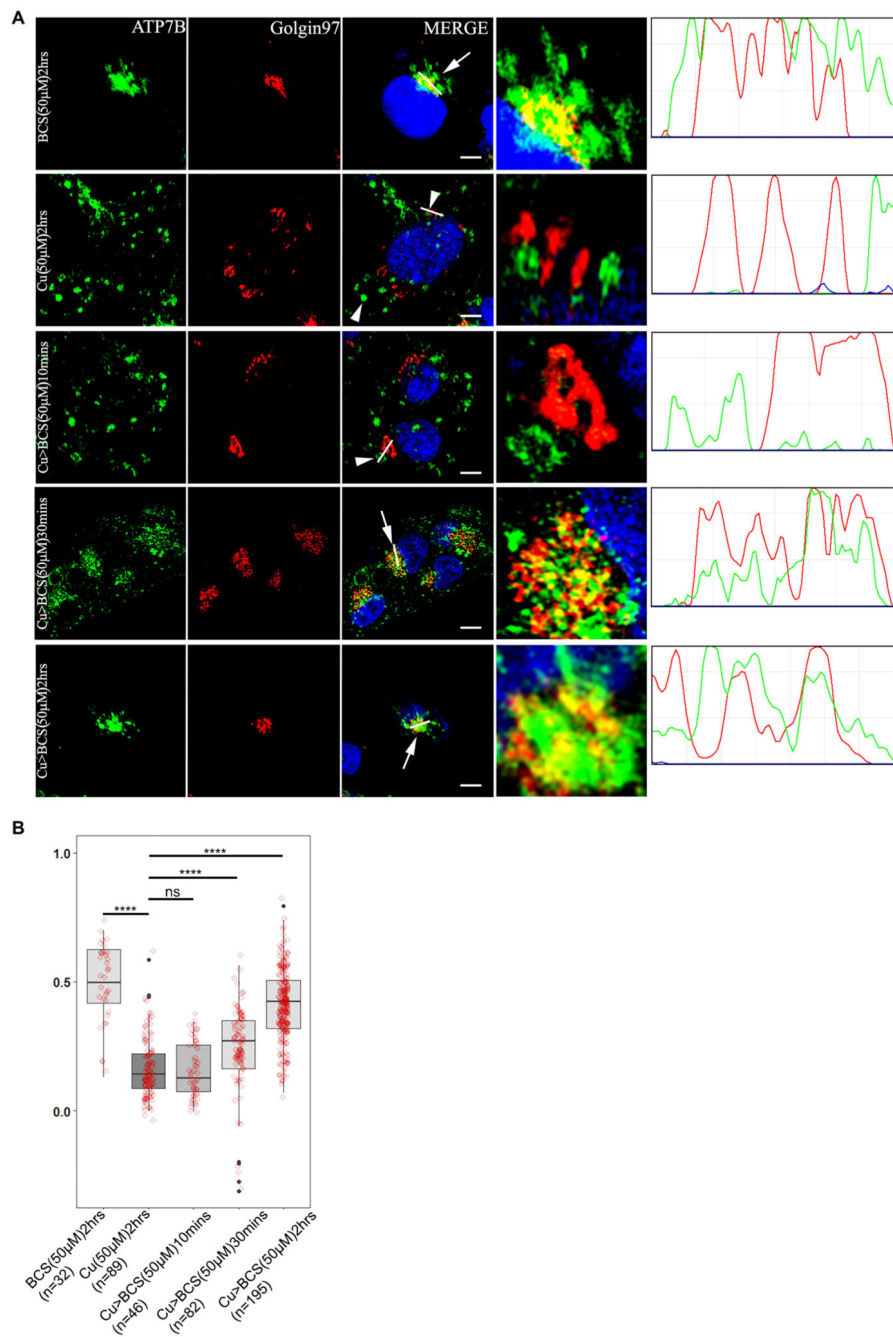 A
ATP7B Golgin97 MERGE
BCS(50µM)2hrs
Cu(50µM)2hrs
Cu>BCS(50µM)10mins
Cu>BCS(50µM)30mins
Cu>BCS(50µM)2hrs
B
1.0
0.5
0.0
****
****
ns
****
BCS(50µM)2hrs
(n=32)
Cu(50µM)2hrs
(n=89)
Cu>BCS(50µM)10mins
(n=46)
Cu>BCS(50µM)30mins
(n=82)
Cu>BCS(50µM)2hrs
(n=195)